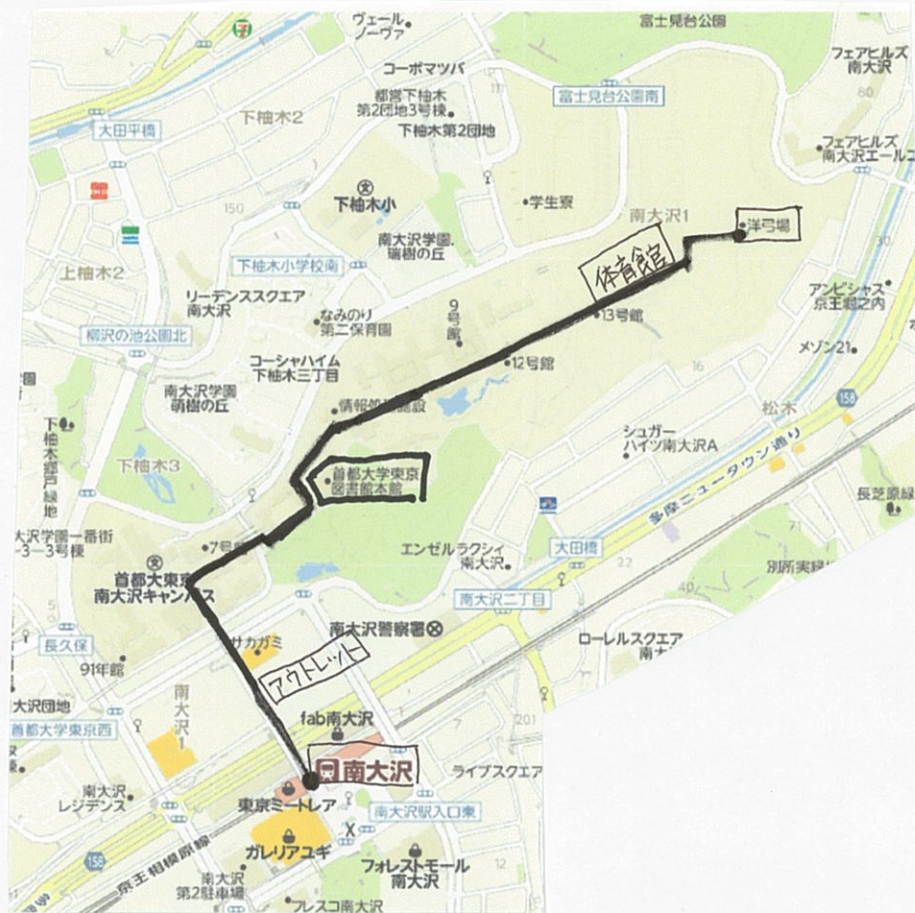 ヴェール
ノーヴァ
富士見台公園
フェアヒルズ
南大沢
コーポマツバ
80
都営下柚木
第2団地3号棟
富士見台公園南
下柚木2
大田平橋
下柚木第2団地
フェアヒルズ
南大沢エール
下柚木小
150
学生寮
南大沢1
洋弓場
南大沢学園
瑞樹の丘
30
体育館
下柚木小学校南
上柚木2
アンビシャス
京王堀之内
リーデンススクエア
南大沢
9号館
なみのり
第二保育園
13号館
柳沢の池公園北
メゾン21
コーシャハイム
下柚木三丁目
12号館
16
南大沢学園
萌樹の丘
158
松木
下柚木郷戸緑地
シュガー
ハイツ南大沢A
多摩ニュータウン通り
下柚木3
首都大学東京
図書館本館
長芝原緑
大沢学園一番街
-3-3号棟
7号
エンゼルラクシィ
南大沢
大田橋
71
22
首都大東京
南大沢キャンパス
別所実緑
40
南大沢二丁目
5
サカガミ
南大沢警察署
ローレルスクエア
南大
長久保
91年館
アウトレット
大沢団地
南大沢1
fab南大沢
1
7
201
首都大学東京西
南大沢
ライブスクエア
南大沢
レジデンス
東京ミートレア
南大沢駅入口東
158
京王相模原線
ガレリアユギ
フォレストモール
南大沢
12
南大沢
第2駐車場
フレスコ南大沢